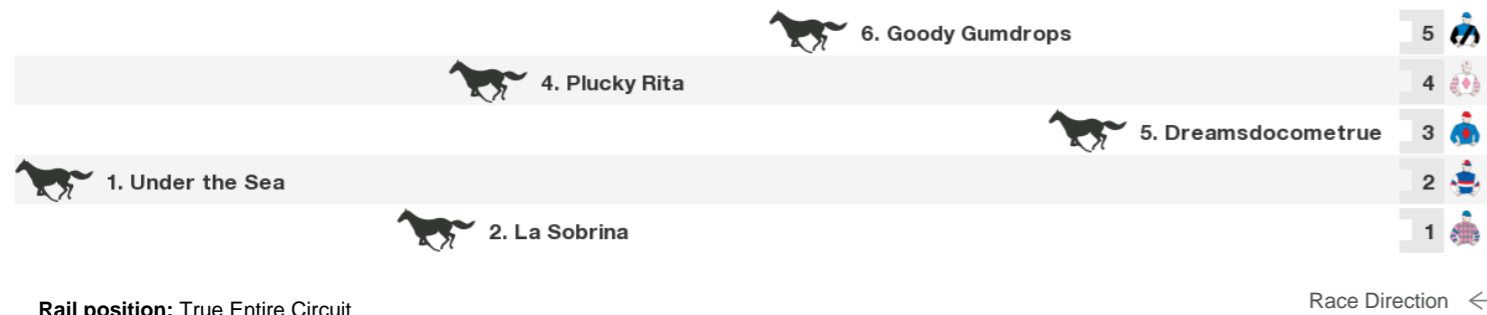 6. Goody Gumdrops 5
4. Plucky Rita 4
5. Dreamsdocometrue 3
1. Under the Sea 2
2. La Sobrina 1
Rail position: True Entire Circuit
Race Direction